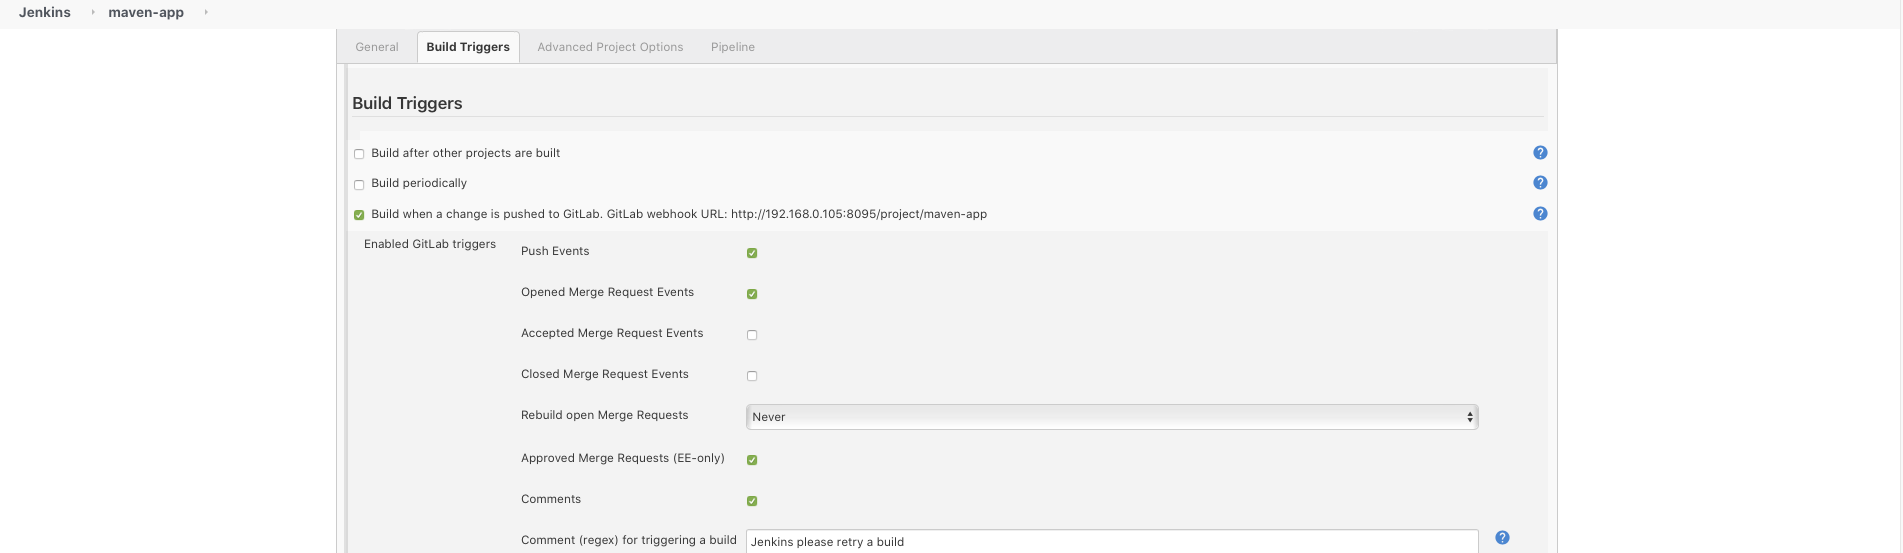 Jenkins maven-app
General Build Triggers Advanced Project Options Pipeline
Build Triggers
Build after other projects are built ?
Build periodically ?
Build when a change is pushed to GitLab. GitLab webhook URL: http://192.168.0.105:8095/project/maven-app ?
Enabled GitLab triggers
Push Events
Opened Merge Request Events
Accepted Merge Request Events
Closed Merge Request Events
Rebuild open Merge Requests Never
Approved Merge Requests (EE-only)
Comments
Comment (regex) for triggering a build Jenkins please retry a build ?